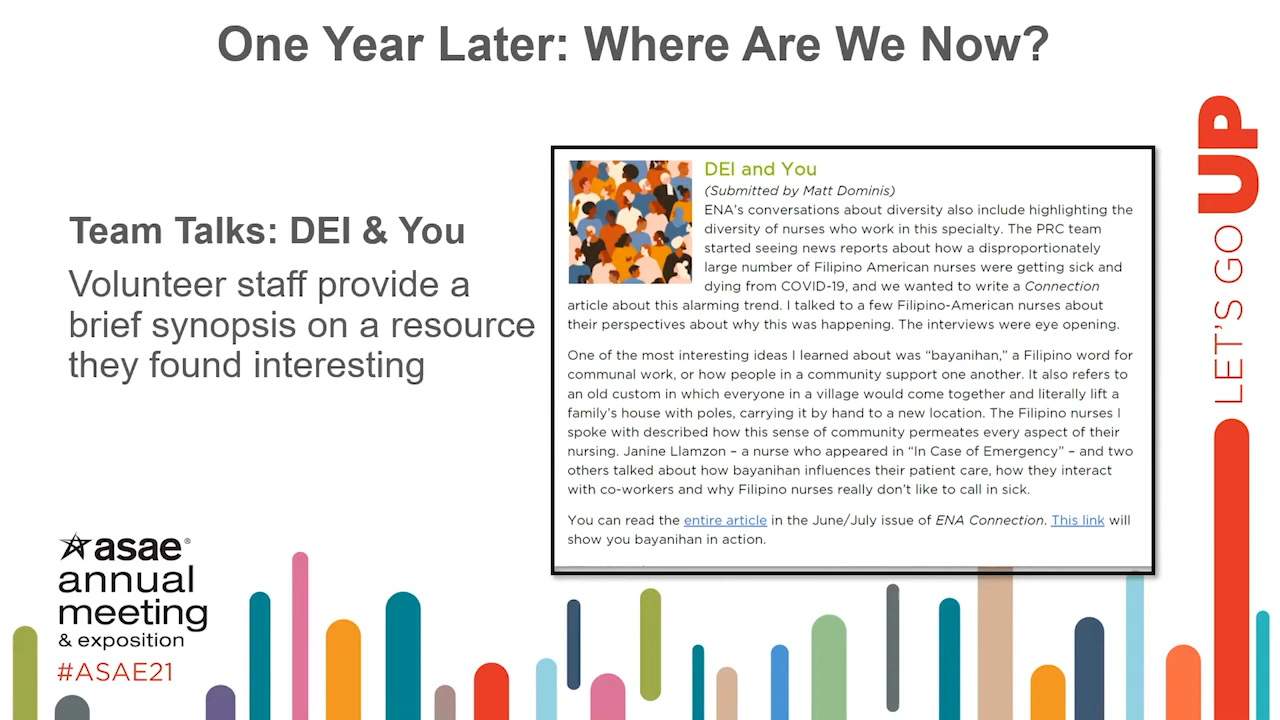 One Year Later: Where Are We Now?
Team Talks: DEI & You
Volunteer staff provide a
brief synopsis on a resource
they found interesting
DEI and You
(Submitted by Matt Dominis)
ENA's conversations about diversity also include highlighting the
diversity of nurses who work in this specialty. The PRC team
started seeing news reports about how a disproportionately
large number of Filipino American nurses were getting sick and
dying from COVID-19, and we wanted to write a Connection
article about this alarming trend. I talked to a few Filipino-American nurses about
their perspectives about why this was happening. The interviews were eye opening.
One of the most interesting ideas I learned about was “bayanihan,” a Filipino word for
communal work, or how people in a community support one another. It also refers to
an old custom in which everyone in a village would come together and literally lift a
family's house with poles, carrying it by hand to a new location. The Filipino nurses I
spoke with described how this sense of community permeates every aspect of their
nursing. Janine Llamzon – a nurse who appeared in “In Case of Emergency” – and two
others talked about how bayanihan influences their patient care, how they interact
with co-workers and why Filipino nurses really don't like to call in sick.
You can read the entire article in the June/July issue of ENA Connection. This link will
show you bayanihan in action.
LET'S GO UP
asae®
annual
meeting
& exposition
#ASAE21